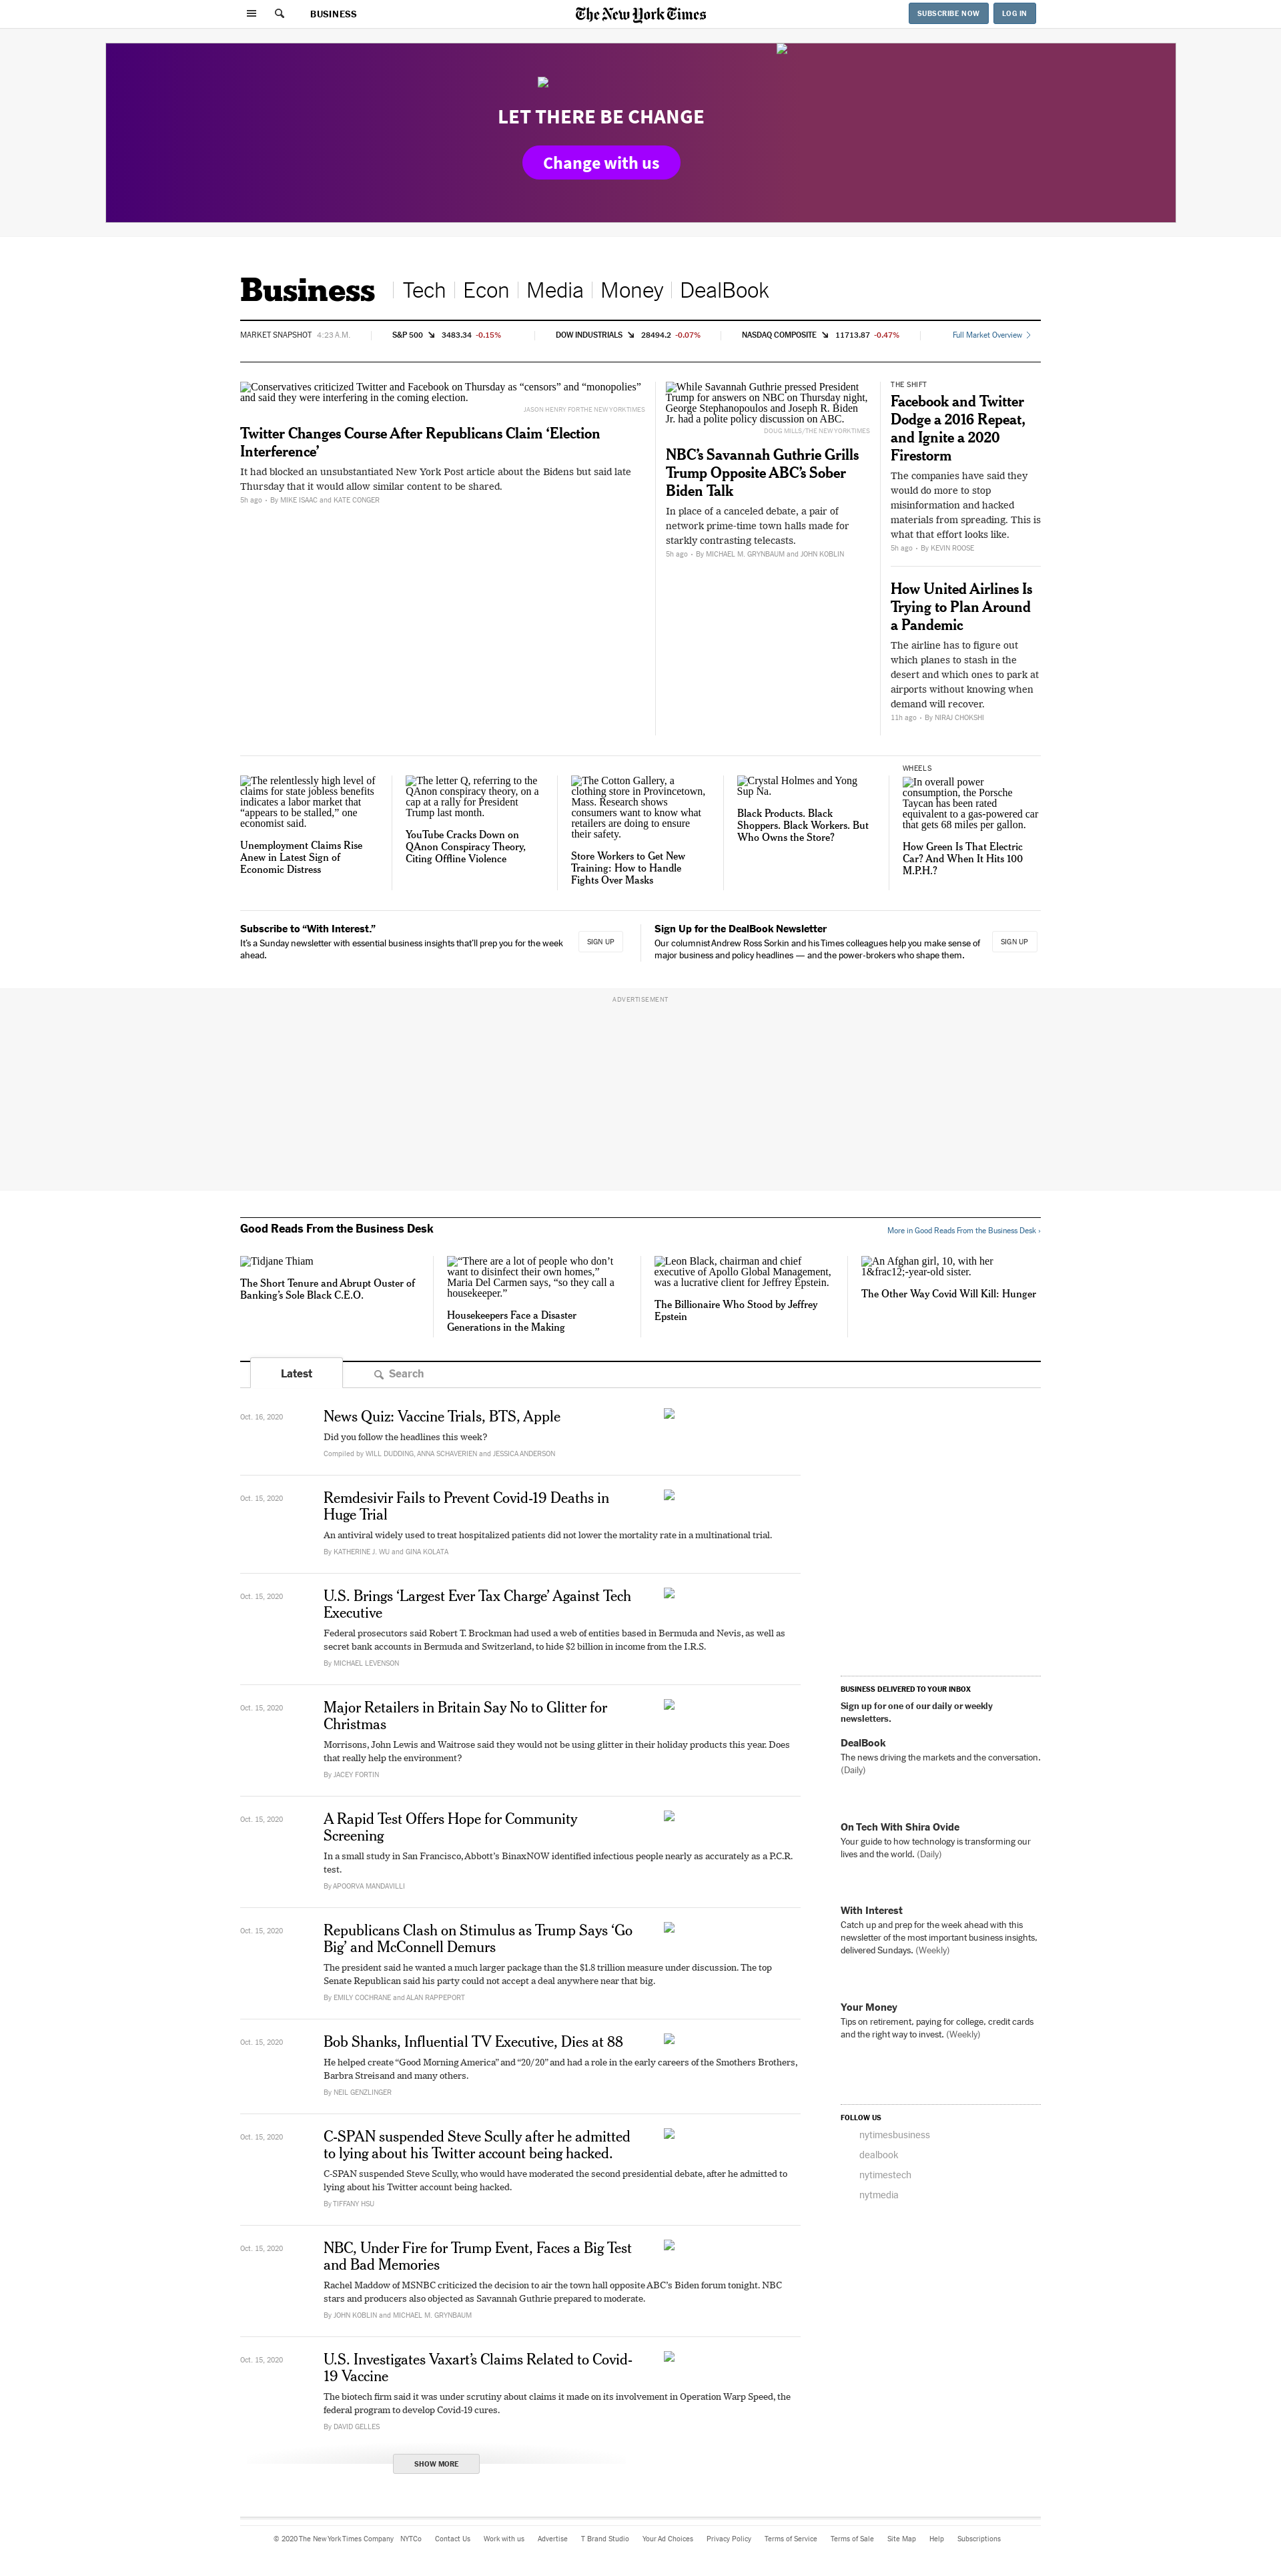 BUSINESS
The New York Times
SUBSCRIBE NOW
LOG IN
LET THERE BE CHANGE
Change with us
Business
Tech
Econ
Media
Money
DealBook
MARKET SNAPSHOT 4:23 A.M.
S&P 500 3483.34 -0.15%
DOW INDUSTRIALS 28494.2 -0.07%
NASDAQ COMPOSITE 11713.87 -0.47%
Full Market Overview
Conservatives criticized Twitter and Facebook on Thursday as “censors” and “monopolies”
and said they were interfering in the coming election.
JASON HENRY FOR THE NEW YORK TIMES
Twitter Changes Course After Republicans Claim ‘Election
Interference’
It had blocked an unsubstantiated New York Post article about the Bidens but said late
Thursday that it would allow similar content to be shared.
5h ago • By MIKE ISAAC and KATE CONGER
While Savannah Guthrie pressed President
Trump for answers on NBC on Thursday night,
George Stephanopoulos and Joseph R. Biden
Jr. had a polite policy discussion on ABC.
DOUG MILLS/THE NEW YORK TIMES
NBC’s Savannah Guthrie Grills
Trump Opposite ABC’s Sober
Biden Talk
In place of a canceled debate, a pair of
network prime-time town halls made for
starkly contrasting telecasts.
5h ago • By MICHAEL M. GRYNBAUM and JOHN KOBLIN
THE SHIFT
Facebook and Twitter
Dodge a 2016 Repeat,
and Ignite a 2020
Firestorm
The companies have said they
would do more to stop
misinformation and hacked
materials from spreading. This is
what that effort looks like.
5h ago • By KEVIN ROOSE
How United Airlines Is
Trying to Plan Around
a Pandemic
The airline has to figure out
which planes to stash in the
desert and which ones to park at
airports without knowing when
demand will recover.
11h ago • By NIRAJ CHOKSHI
The relentlessly high level of
claims for state jobless benefits
indicates a labor market that
“appears to be stalled,” one
economist said.
Unemployment Claims Rise
Anew in Latest Sign of
Economic Distress
The letter Q, referring to the
QAnon conspiracy theory, on a
cap at a rally for President
Trump last month.
YouTube Cracks Down on
QAnon Conspiracy Theory,
Citing Offline Violence
The Cotton Gallery, a
clothing store in Provincetown,
Mass. Research shows
consumers want to know what
retailers are doing to ensure
their safety.
Store Workers to Get New
Training: How to Handle
Fights Over Masks
Crystal Holmes and Yong
Sup Na.
Black Products. Black
Shoppers. Black Workers. But
Who Owns the Store?
WHEELS
In overall power
consumption, the Porsche
Taycan has been rated
equivalent to a gas-powered car
that gets 68 miles per gallon.
How Green Is That Electric
Car? And When It Hits 100
M.P.H.?
Subscribe to “With Interest.”
It’s a Sunday newsletter with essential business insights that’ll prep you for the week
ahead.
SIGN UP
Sign Up for the DealBook Newsletter
Our columnist Andrew Ross Sorkin and his Times colleagues help you make sense of
major business and policy headlines — and the power-brokers who shape them.
SIGN UP
ADVERTISEMENT
Good Reads From the Business Desk
More in Good Reads From the Business Desk ›
Tidjane Thiam
The Short Tenure and Abrupt Ouster of
Banking’s Sole Black C.E.O.
“There are a lot of people who don’t
want to disinfect their own homes,”
Maria Del Carmen says, “so they call a
housekeeper.”
Housekeepers Face a Disaster
Generations in the Making
Leon Black, chairman and chief
executive of Apollo Global Management,
was a lucrative client for Jeffrey Epstein.
The Billionaire Who Stood by Jeffrey
Epstein
An Afghan girl, 10, with her
1&frac12;-year-old sister.
The Other Way Covid Will Kill: Hunger
Latest
Search
Oct. 16, 2020
News Quiz: Vaccine Trials, BTS, Apple
Did you follow the headlines this week?
Compiled by WILL DUDDING, ANNA SCHAVERIEN and JESSICA ANDERSON
Oct. 15, 2020
Remdesivir Fails to Prevent Covid-19 Deaths in
Huge Trial
An antiviral widely used to treat hospitalized patients did not lower the mortality rate in a multinational trial.
By KATHERINE J. WU and GINA KOLATA
Oct. 15, 2020
U.S. Brings ‘Largest Ever Tax Charge’ Against Tech
Executive
Federal prosecutors said Robert T. Brockman had used a web of entities based in Bermuda and Nevis, as well as
secret bank accounts in Bermuda and Switzerland, to hide $2 billion in income from the I.R.S.
By MICHAEL LEVENSON
Oct. 15, 2020
Major Retailers in Britain Say No to Glitter for
Christmas
Morrisons, John Lewis and Waitrose said they would not be using glitter in their holiday products this year. Does
that really help the environment?
By JACEY FORTIN
Oct. 15, 2020
A Rapid Test Offers Hope for Community
Screening
In a small study in San Francisco, Abbott’s BinaxNOW identified infectious people nearly as accurately as a P.C.R.
test.
By APOORVA MANDAVILLI
Oct. 15, 2020
Republicans Clash on Stimulus as Trump Says ‘Go
Big’ and McConnell Demurs
The president said he wanted a much larger package than the $1.8 trillion measure under discussion. The top
Senate Republican said his party could not accept a deal anywhere near that big.
By EMILY COCHRANE and ALAN RAPPEPORT
Oct. 15, 2020
Bob Shanks, Influential TV Executive, Dies at 88
He helped create “Good Morning America” and “20/20” and had a role in the early careers of the Smothers Brothers,
Barbra Streisand and many others.
By NEIL GENZLINGER
Oct. 15, 2020
C-SPAN suspended Steve Scully after he admitted
to lying about his Twitter account being hacked.
C-SPAN suspended Steve Scully, who would have moderated the second presidential debate, after he admitted to
lying about his Twitter account being hacked.
By TIFFANY HSU
Oct. 15, 2020
NBC, Under Fire for Trump Event, Faces a Big Test
and Bad Memories
Rachel Maddow of MSNBC criticized the decision to air the town hall opposite ABC’s Biden forum tonight. NBC
stars and producers also objected as Savannah Guthrie prepared to moderate.
By JOHN KOBLIN and MICHAEL M. GRYNBAUM
Oct. 15, 2020
U.S. Investigates Vaxart’s Claims Related to Covid-
19 Vaccine
The biotech firm said it was under scrutiny about claims it made on its involvement in Operation Warp Speed, the
federal program to develop Covid-19 cures.
By DAVID GELLES
SHOW MORE
BUSINESS DELIVERED TO YOUR INBOX
Sign up for one of our daily or weekly
newsletters.
DealBook
The news driving the markets and the conversation.
(Daily)
On Tech With Shira Ovide
Your guide to how technology is transforming our
lives and the world. (Daily)
With Interest
Catch up and prep for the week ahead with this
newsletter of the most important business insights,
delivered Sundays. (Weekly)
Your Money
Tips on retirement, paying for college, credit cards
and the right way to invest. (Weekly)
FOLLOW US
nytimesbusiness
dealbook
nytimestech
nytmedia
© 2020 The New York Times Company NYTCo Contact Us Work with us Advertise T Brand Studio Your Ad Choices Privacy Policy Terms of Service Terms of Sale Site Map Help Subscriptions